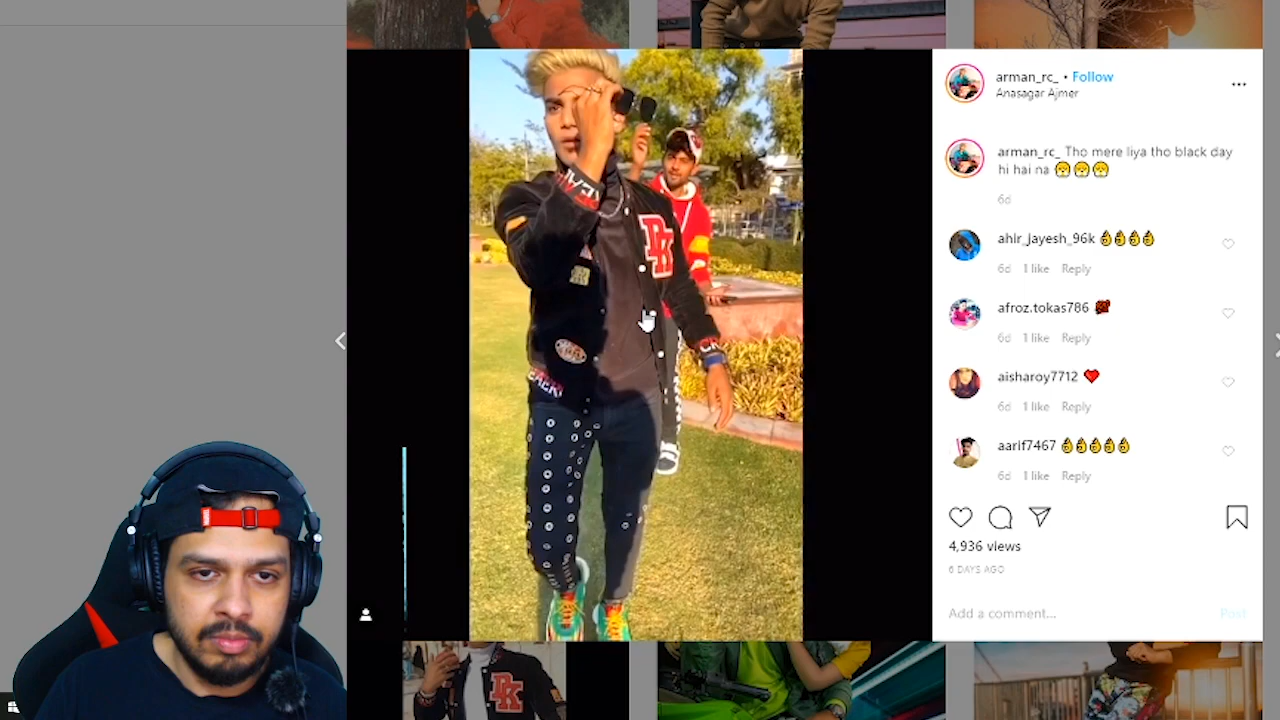 arman_rc_ • Follow
Anasagar Ajmer
arman_rc_ Tho mere liya tho black day
hi hai na
6d
ahir_jayesh_96k
6d 1 like Reply
afroz.tokas786
6d 1 like Reply
aisharoy7712
6d 1 like Reply
aarif7467
6d 1 like Reply
4,936 views
6 DAYS AGO
Add a comment... Post